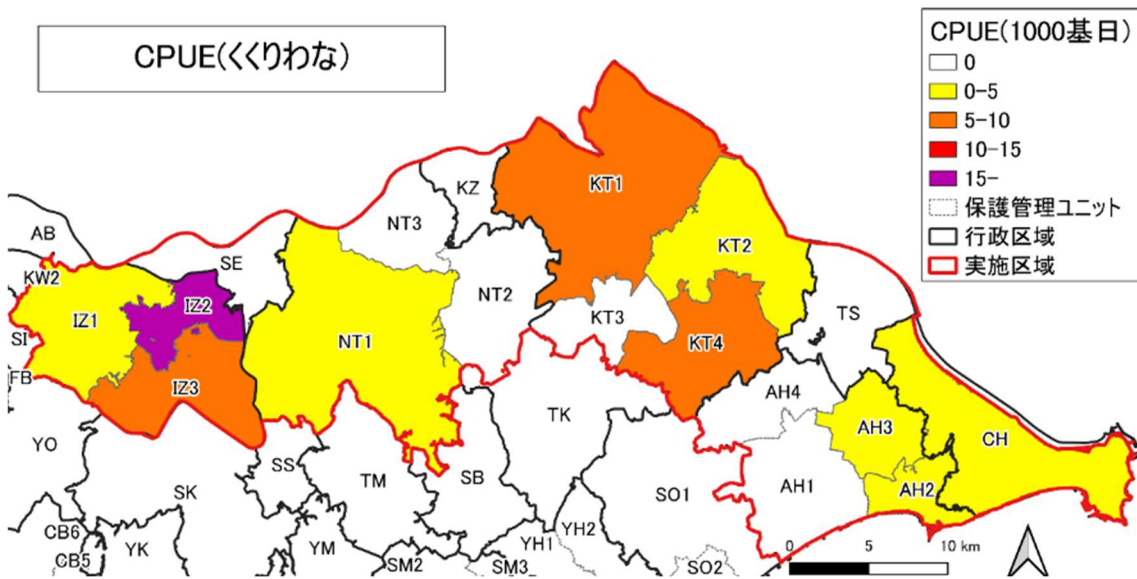 CPUE(くくりわな)
CPUE(1000基日)
0
0-5
5-10
10-15
15-
保護管理ユニット
行政区域
実施区域
KT1
KZ
NT3
AB
SE
KT2
KW2
IZ2
NT2
IZ1
KT3
TS
SI
NT1
KT4
FB
IZ3
AH4
TK
AH3
CH
YO
SS
TM
SB
AH1
AH2
SK
SO1
CB6
YH2
CB5
YK
YM
YH1
SM2
SM3
SO2
0 5 10 km